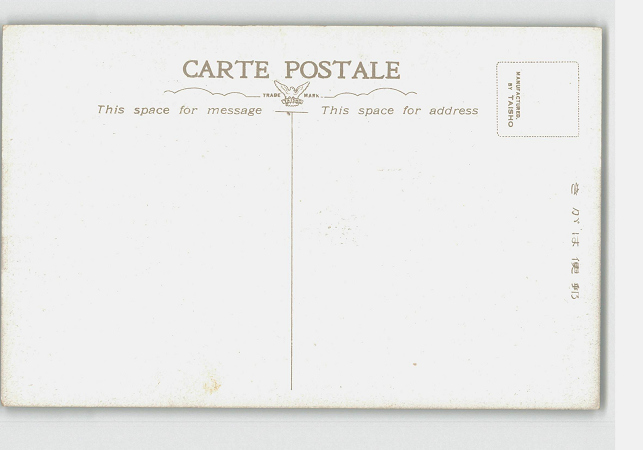 CARTE POSTALE
TRADE MARK
This space for message
This space for address
MANUFACTURED
BY TAISHO
郵便はかき